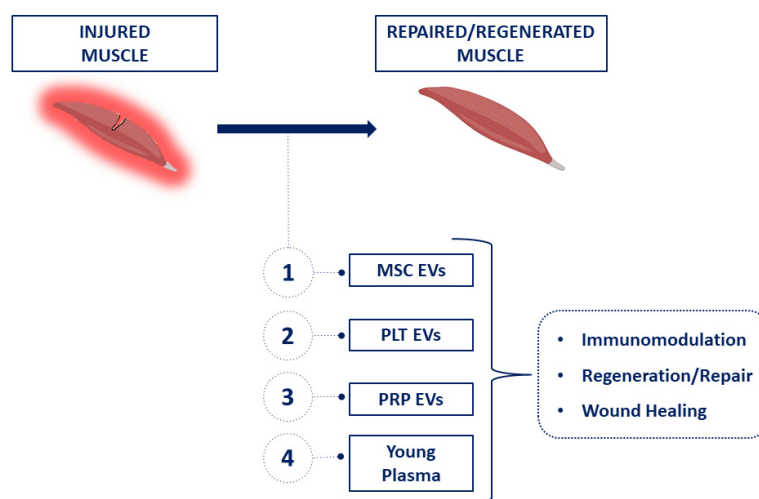 INJURED
MUSCLE
REPAIRED/REGENERATED
MUSCLE
1
MSC EVs
2
PLT EVs
3
PRP EVs
4
Young
Plasma
• Immunomodulation
• Regeneration/Repair
• Wound Healing